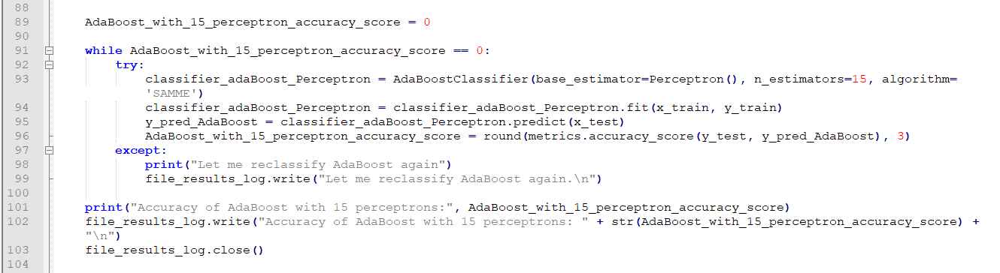 88
89 AdaBoost_with_15_perceptron_accuracy_score = 0
90
91 while AdaBoost_with_15_perceptron_accuracy_score == 0:
92 try:
93 classifier_adaBoost_Perceptron = AdaBoostClassifier(base_estimator=Perceptron(), n_estimators=15, algorithm=
'SAMME')
94 classifier_adaBoost_Perceptron = classifier_adaBoost_Perceptron.fit(x_train, y_train)
95 y_pred_AdaBoost = classifier_adaBoost_Perceptron.predict(x_test)
96 AdaBoost_with_15_perceptron_accuracy_score = round(metrics.accuracy_score(y_test, y_pred_AdaBoost), 3)
97 except:
98 print("Let me reclassify AdaBoost again")
99 file_results_log.write("Let me reclassify AdaBoost again.\n")
100
101 print("Accuracy of AdaBoost with 15 perceptrons:", AdaBoost_with_15_perceptron_accuracy_score)
102 file_results_log.write("Accuracy of AdaBoost with 15 perceptrons: " + str(AdaBoost_with_15_perceptron_accuracy_score) +
"\n")
103 file_results_log.close()
104